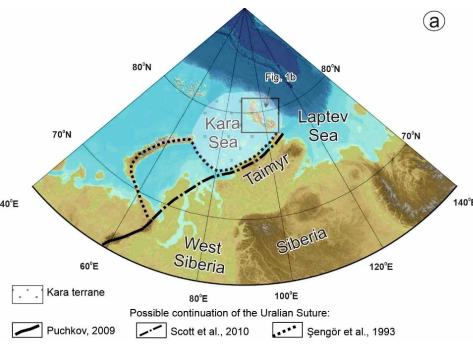 a
80°N
80°N
Fig. 1b
Kara
Sea
Laptev
Sea
70°N
70°N
Taimyr
40°E
140°E
West
Siberia
Siberia
60°E
120°E
80°E
100°E
Kara terrane
Possible continuation of the Uralian Suture:
Puchkov, 2009
Scott et al., 2010
Şengör et al., 1993